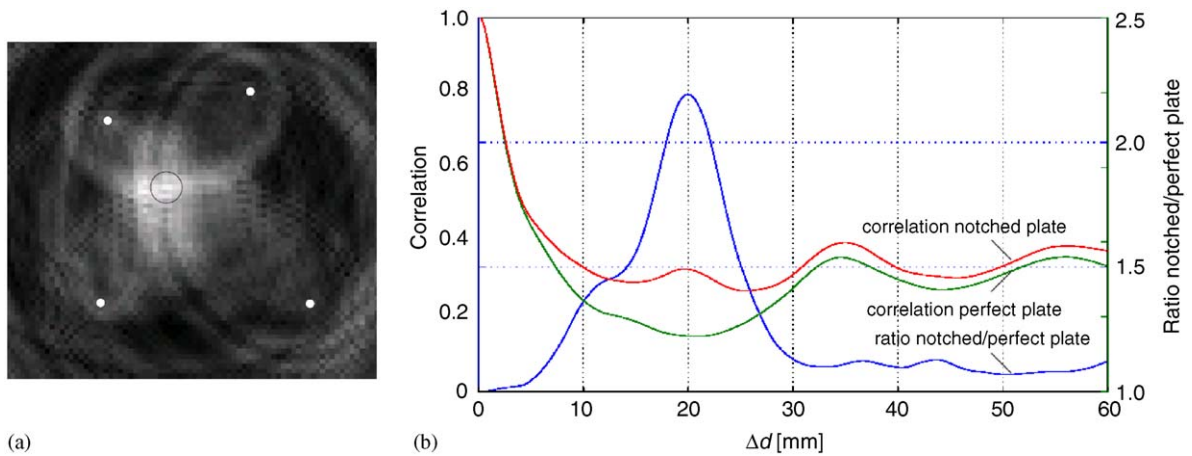 1.0
0.8
0.6
0.4
0.2
0
Correlation
2.5
2.0
1.5
1.0
Ratio notched/perfect plate
correlation notched plate
correlation perfect plate
ratio notched/perfect plate
0 10 20 30 40 50 60
Δd [mm]
(a)
(b)